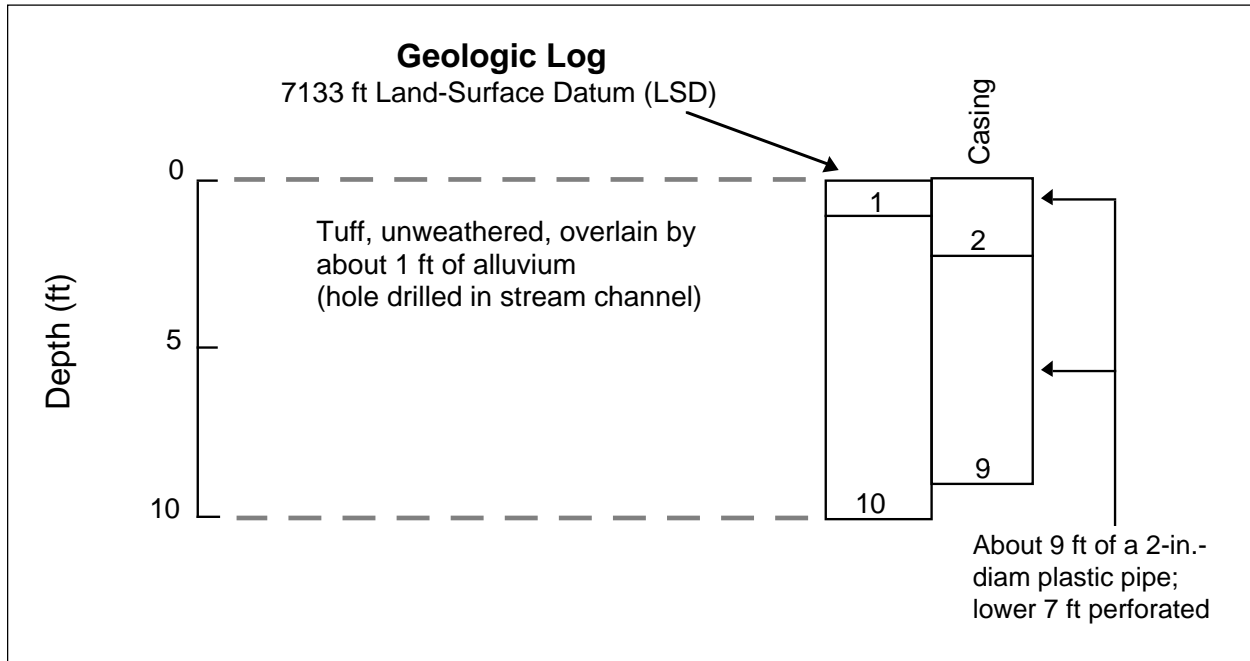 Geologic Log
7133 ft Land-Surface Datum (LSD)
Casing
Depth (ft)
0
5
10
Tuff, unweathered, overlain by
about 1 ft of alluvium
(hole drilled in stream channel)
1
10
2
9
About 9 ft of a 2-in.-
diam plastic pipe;
lower 7 ft perforated